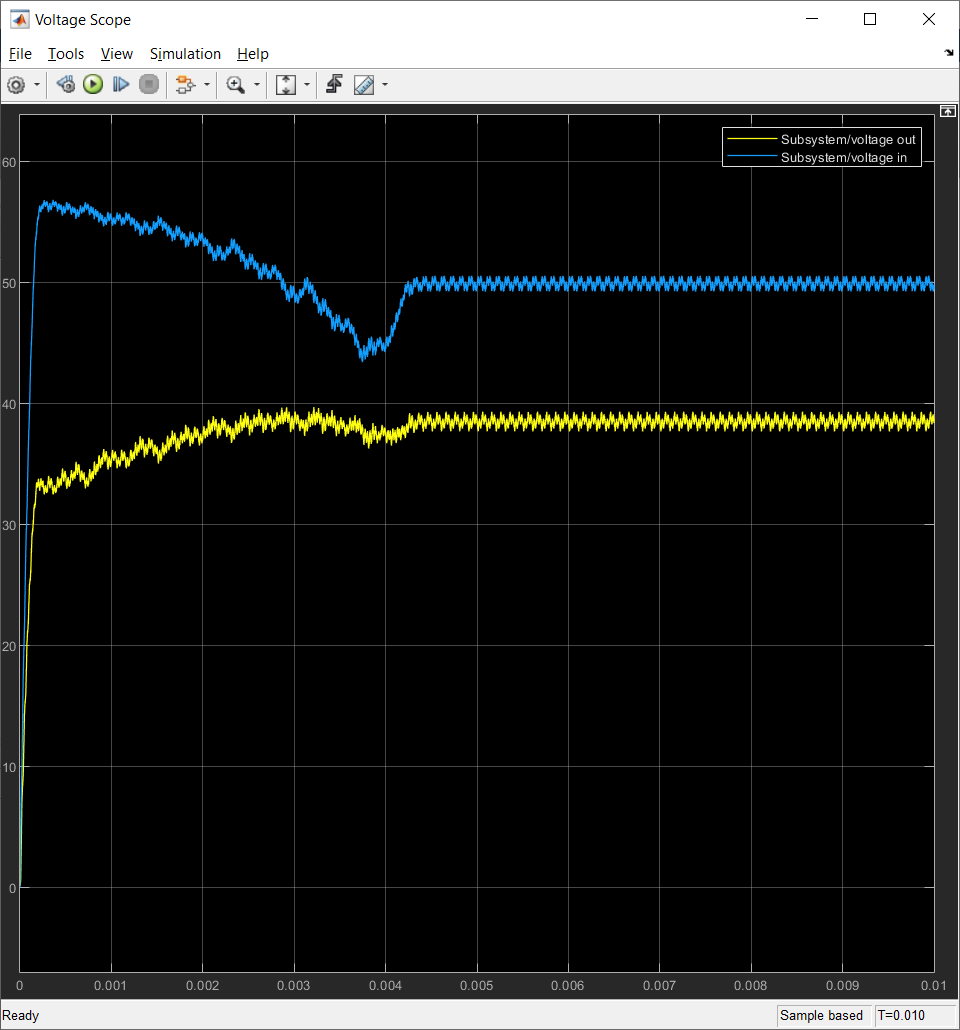 Voltage Scope
File Tools View Simulation Help
Subsystem/voltage out
Subsystem/voltage in
60
50
40
30
20
10
0
0 0.001 0.002 0.003 0.004 0.005 0.006 0.007 0.008 0.009 0.01
Ready Sample based T=0.010